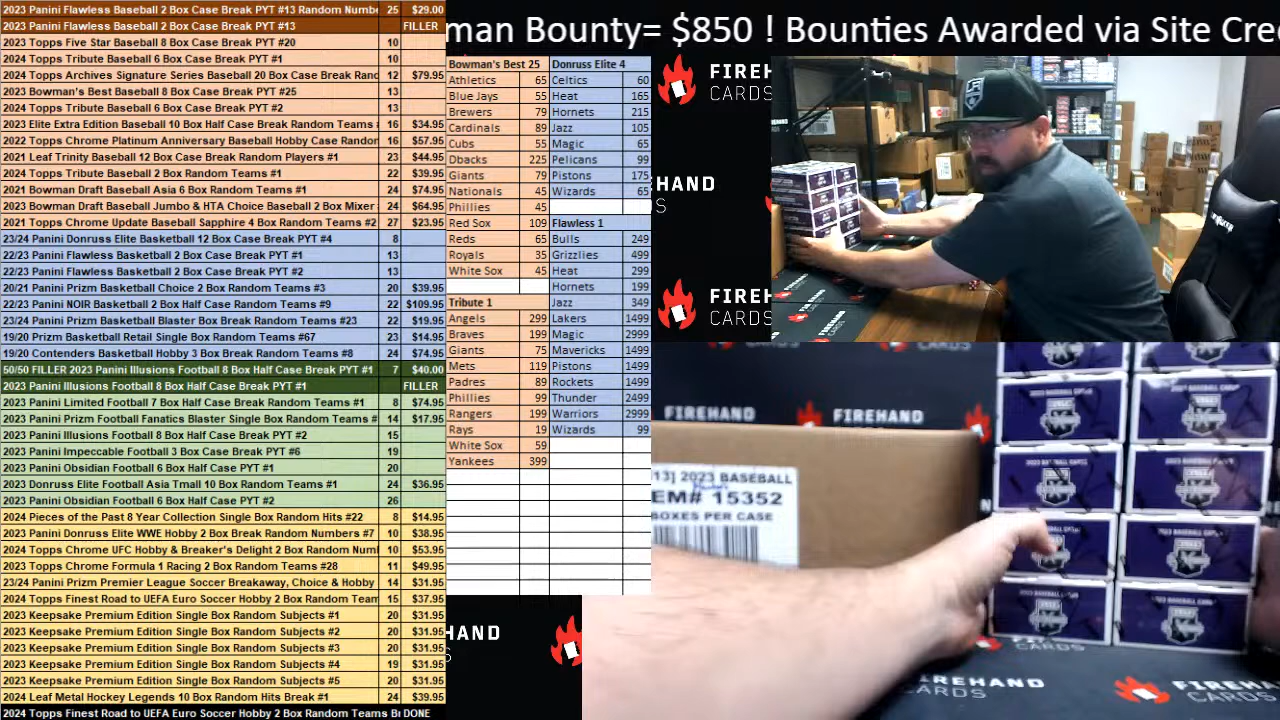 man Bounty= $850 ! Bounties Awarded via Site Cre
2023 Panini Flawless Baseball 2 Box Case Break PYT #13 Random Numbe 25 $29.00
2023 Panini Flawless Baseball 2 Box Case Break PYT #13 FILLER
2023 Topps Five Star Baseball 8 Box Case Break PYT #20 10
2024 Topps Tribute Baseball 6 Box Case Break PYT #1 10
2024 Topps Archives Signature Series Baseball 20 Box Case Break Rand 12 $79.95
2023 Bowman's Best Baseball 8 Box Case Break PYT #25 13
2024 Topps Tribute Baseball 6 Box Case Break PYT #2 13
2023 Elite Extra Edition Baseball 10 Box Half Case Break Random Teams 16 $34.95
2022 Topps Chrome Platinum Anniversary Baseball Hobby Case Random 16 $57.95
2021 Leaf Trinity Baseball 12 Box Case Break Random Players #1 23 $44.95
2024 Topps Tribute Baseball 2 Box Random Teams #1 22 $39.95
2021 Bowman Draft Baseball Asia 6 Box Random Teams #1 24 $74.95
2023 Bowman Draft Baseball Jumbo & HTA Choice Baseball 2 Box Mixer 24 $64.95
2021 Topps Chrome Update Baseball Sapphire 4 Box Random Teams #2 27 $23.95
23/24 Panini Donruss Elite Basketball 12 Box Case Break PYT #4 8
22/23 Panini Flawless Basketball 2 Box Case Break PYT #1 13
22/23 Panini Flawless Basketball 2 Box Case Break PYT #2 13
20/21 Panini Prizm Basketball Choice 2 Box Random Teams #3 20 $39.95
22/23 Panini NOIR Basketball 2 Box Half Case Random Teams #9 22 $109.95
23/24 Panini Prizm Basketball Blaster Box Break Random Teams #23 22 $19.95
19/20 Prizm Basketball Retail Single Box Random Teams #67 23 $14.95
19/20 Contenders Basketball Hobby 3 Box Break Random Teams #8 24 $74.95
50/50 FILLER 2023 Panini Illusions Football 8 Box Half Case Break PYT #1 7 $40.00
2023 Panini Illusions Football 8 Box Half Case Break PYT #1 FILLER
2023 Panini Limited Football 7 Box Half Case Break Random Teams #1 8 $74.95
2023 Panini Prizm Football Fanatics Blaster Single Box Random Teams # 14 $17.95
2023 Panini Illusions Football 8 Box Half Case Break PYT #2 15
2023 Panini Impeccable Football 3 Box Case Break PYT #6 19
2023 Panini Obsidian Football 6 Box Half Case PYT #1 20
2023 Donruss Elite Football Asia Tmall 10 Box Random Teams #1 24 $36.95
2023 Panini Obsidian Football 6 Box Half Case PYT #2 26
2024 Pieces of the Past 8 Year Collection Single Box Random Hits #22 8 $14.95
2023 Panini Donruss Elite WWE Hobby 2 Box Random Numbers #7 10 $38.95
2024 Topps Chrome UFC Hobby & Breaker's Delight 2 Box Random Numl 10 $53.95
2023 Topps Chrome Formula 1 Racing 2 Box Random Teams #28 11 $49.95
23/24 Panini Prizm Premier League Soccer Breakaway, Choice & Hobby 14 $31.95
2024 Topps Finest Road to UEFA Euro Soccer Hobby 2 Box Random Team 15 $37.95
2023 Keepsake Premium Edition Single Box Random Subjects #1 20 $31.95
2023 Keepsake Premium Edition Single Box Random Subjects #2 20 $31.95
2023 Keepsake Premium Edition Single Box Random Subjects #3 20 $31.95
2023 Keepsake Premium Edition Single Box Random Subjects #4 19 $31.95
2023 Keepsake Premium Edition Single Box Random Subjects #5 20 $31.95
2024 Leaf Metal Hockey Legends 10 Box Random Hits Break #1 24 $39.95
2024 Topps Finest Road to UEFA Euro Soccer Hobby 2 Box Random Teams Br DONE
Bowman's Best 25
Athletics 65
Blue Jays 55
Brewers 79
Cardinals 89
Cubs 55
Dbacks 225
Giants 79
Nationals 45
Phillies 45
Red Sox 109
Reds 65
Royals 35
White Sox 45
Tribute 1
Angels 299
Braves 199
Giants 75
Mets 119
Padres 89
Phillies 99
Rangers 199
Rays 19
White Sox 59
Yankees 399
Donruss Elite 4
Celtics 60
Heat 165
Hornets 215
Jazz 105
Magic 65
Pelicans 99
Pistons 175
Wizards 65
Flawless 1
Bulls 249
Grizzlies 499
Heat 299
Hornets 199
Jazz 349
Lakers 1499
Magic 2999
Mavericks 1499
Pistons 1499
Rockets 1499
Thunder 2499
Warriors 2999
Wizards 99
FIREH
CARDS
HAND
S
FIREH
CARDS
HAND
FIREHAND
FIREHAND
13] 2023 BASEBALL
EM# 15352
BOXES PER CASE
FIREHAND
CARDS
FIREHA
CARDS